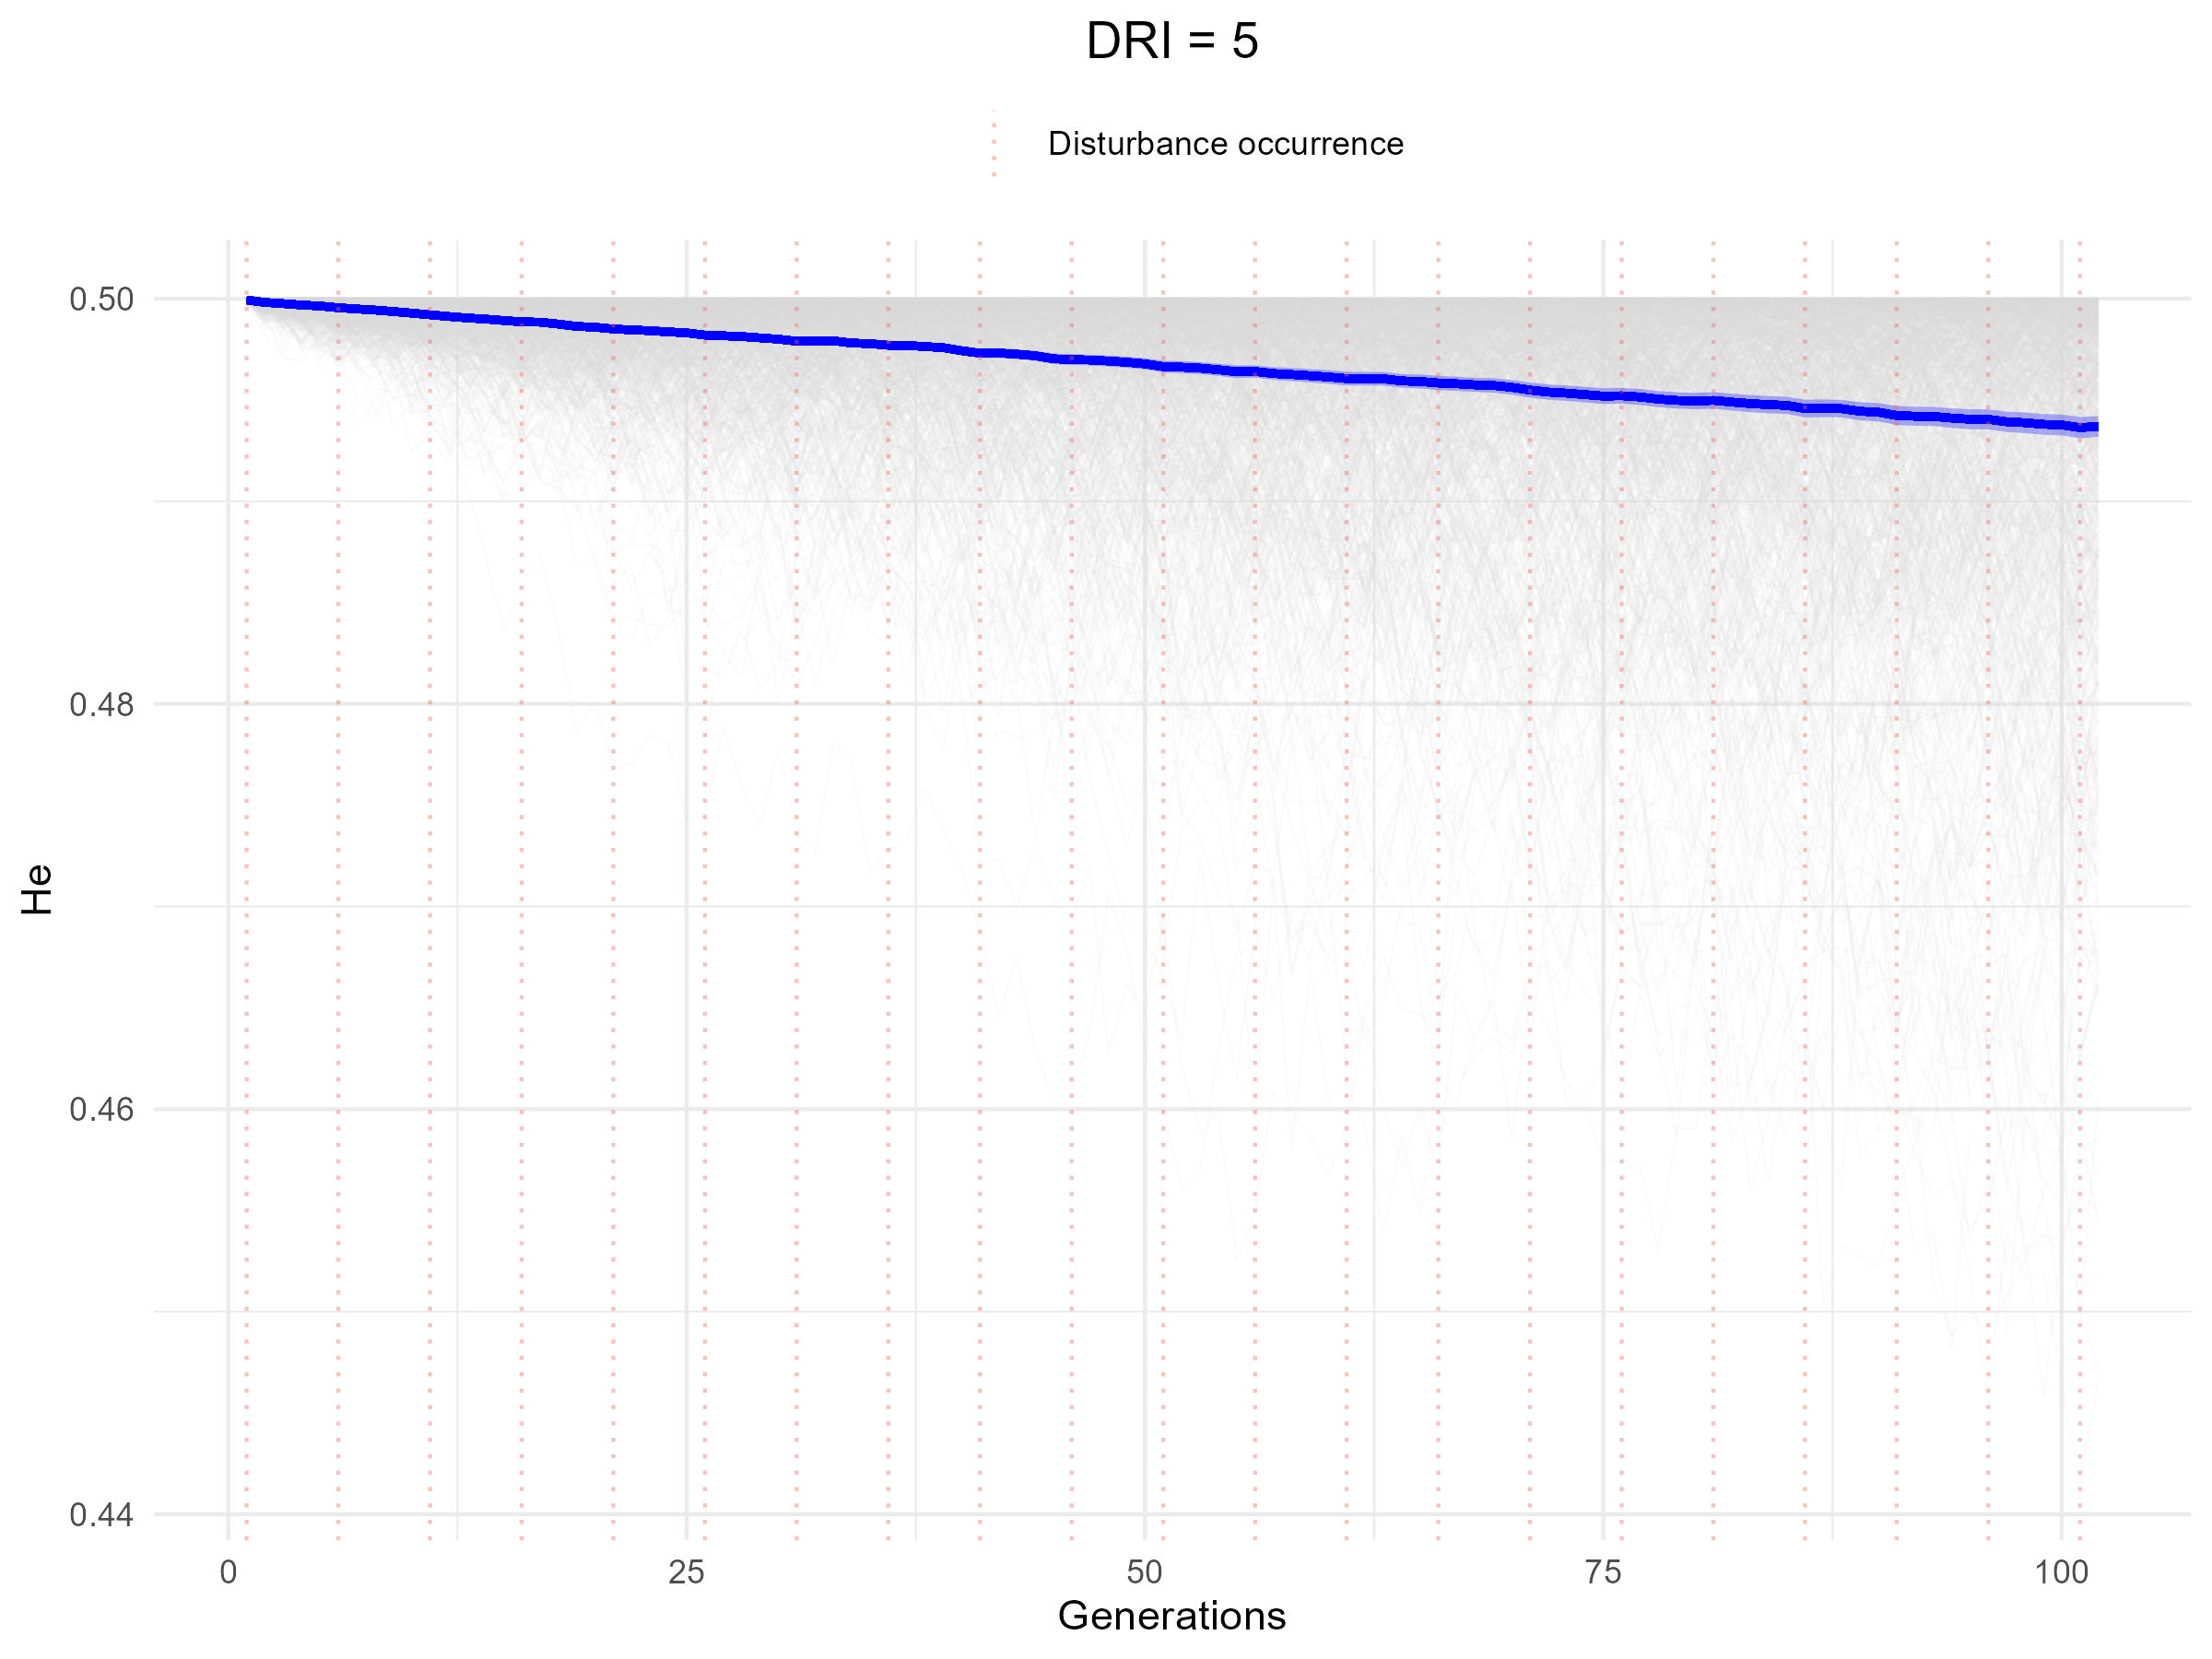 DRI = 5
Disturbance occurrence
0.50
0.48
0.46
0.44
He
0 25 50 75 100
Generations